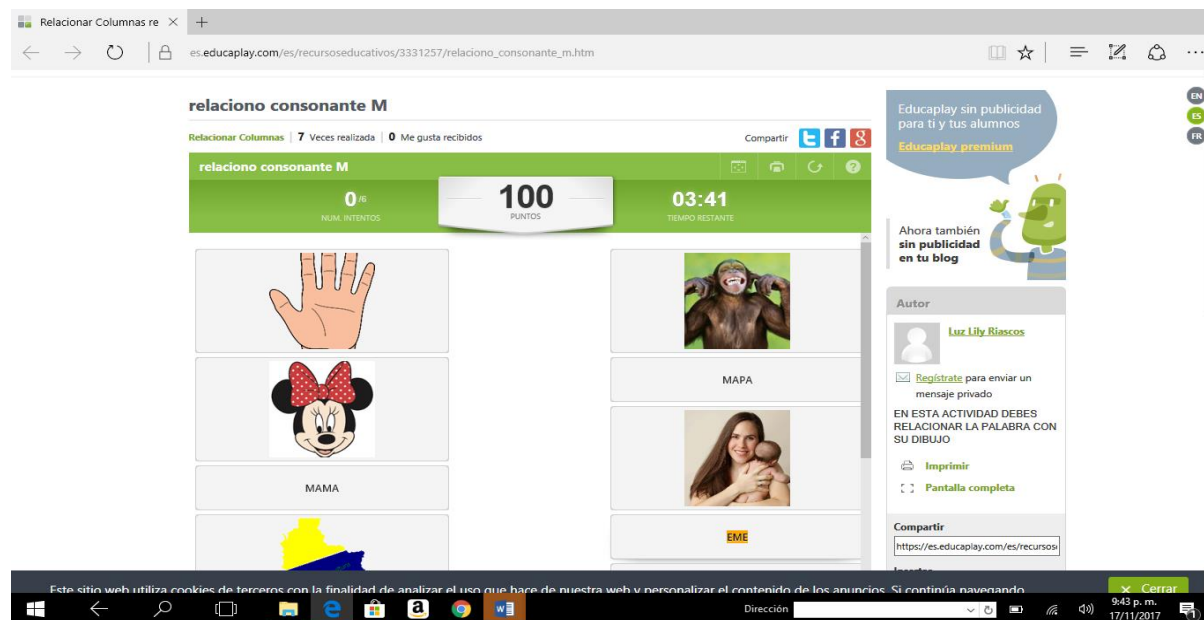 Relacionar Columnas re
es.educaplay.com/es/recursoseducativos/3331257/relaciono_consonante_m.htm
relaciono consonante M
Relacionar Columnas | 7 Veces realizada | 0 Me gusta recibidos
Compartir
relaciono consonante M
0/6
NUM. INTENTOS
100
PUNTOS
03:41
TIEMPO RESTANTE
MAPA
MAMA
EME
Educaplay sin publicidad
para ti y tus alumnos
Educaplay premium
EN
ES
FR
Ahora también
sin publicidad
en tu blog
Autor
Luz Lily Riascos
Regístrate para enviar un
mensaje privado
EN ESTA ACTIVIDAD DEBES
RELACIONAR LA PALABRA CON
SU DIBUJO
Imprimir
Pantalla completa
Compartir
https://es.educaplay.com/es/recursos
Este sitio web utiliza cookies de terceros con la finalidad de analizar el uso que hace de nuestra web y personalizar el contenido de los anuncios. Si continúa navegando
× Cerrar
Dirección
9:43 p. m.
17/11/2017